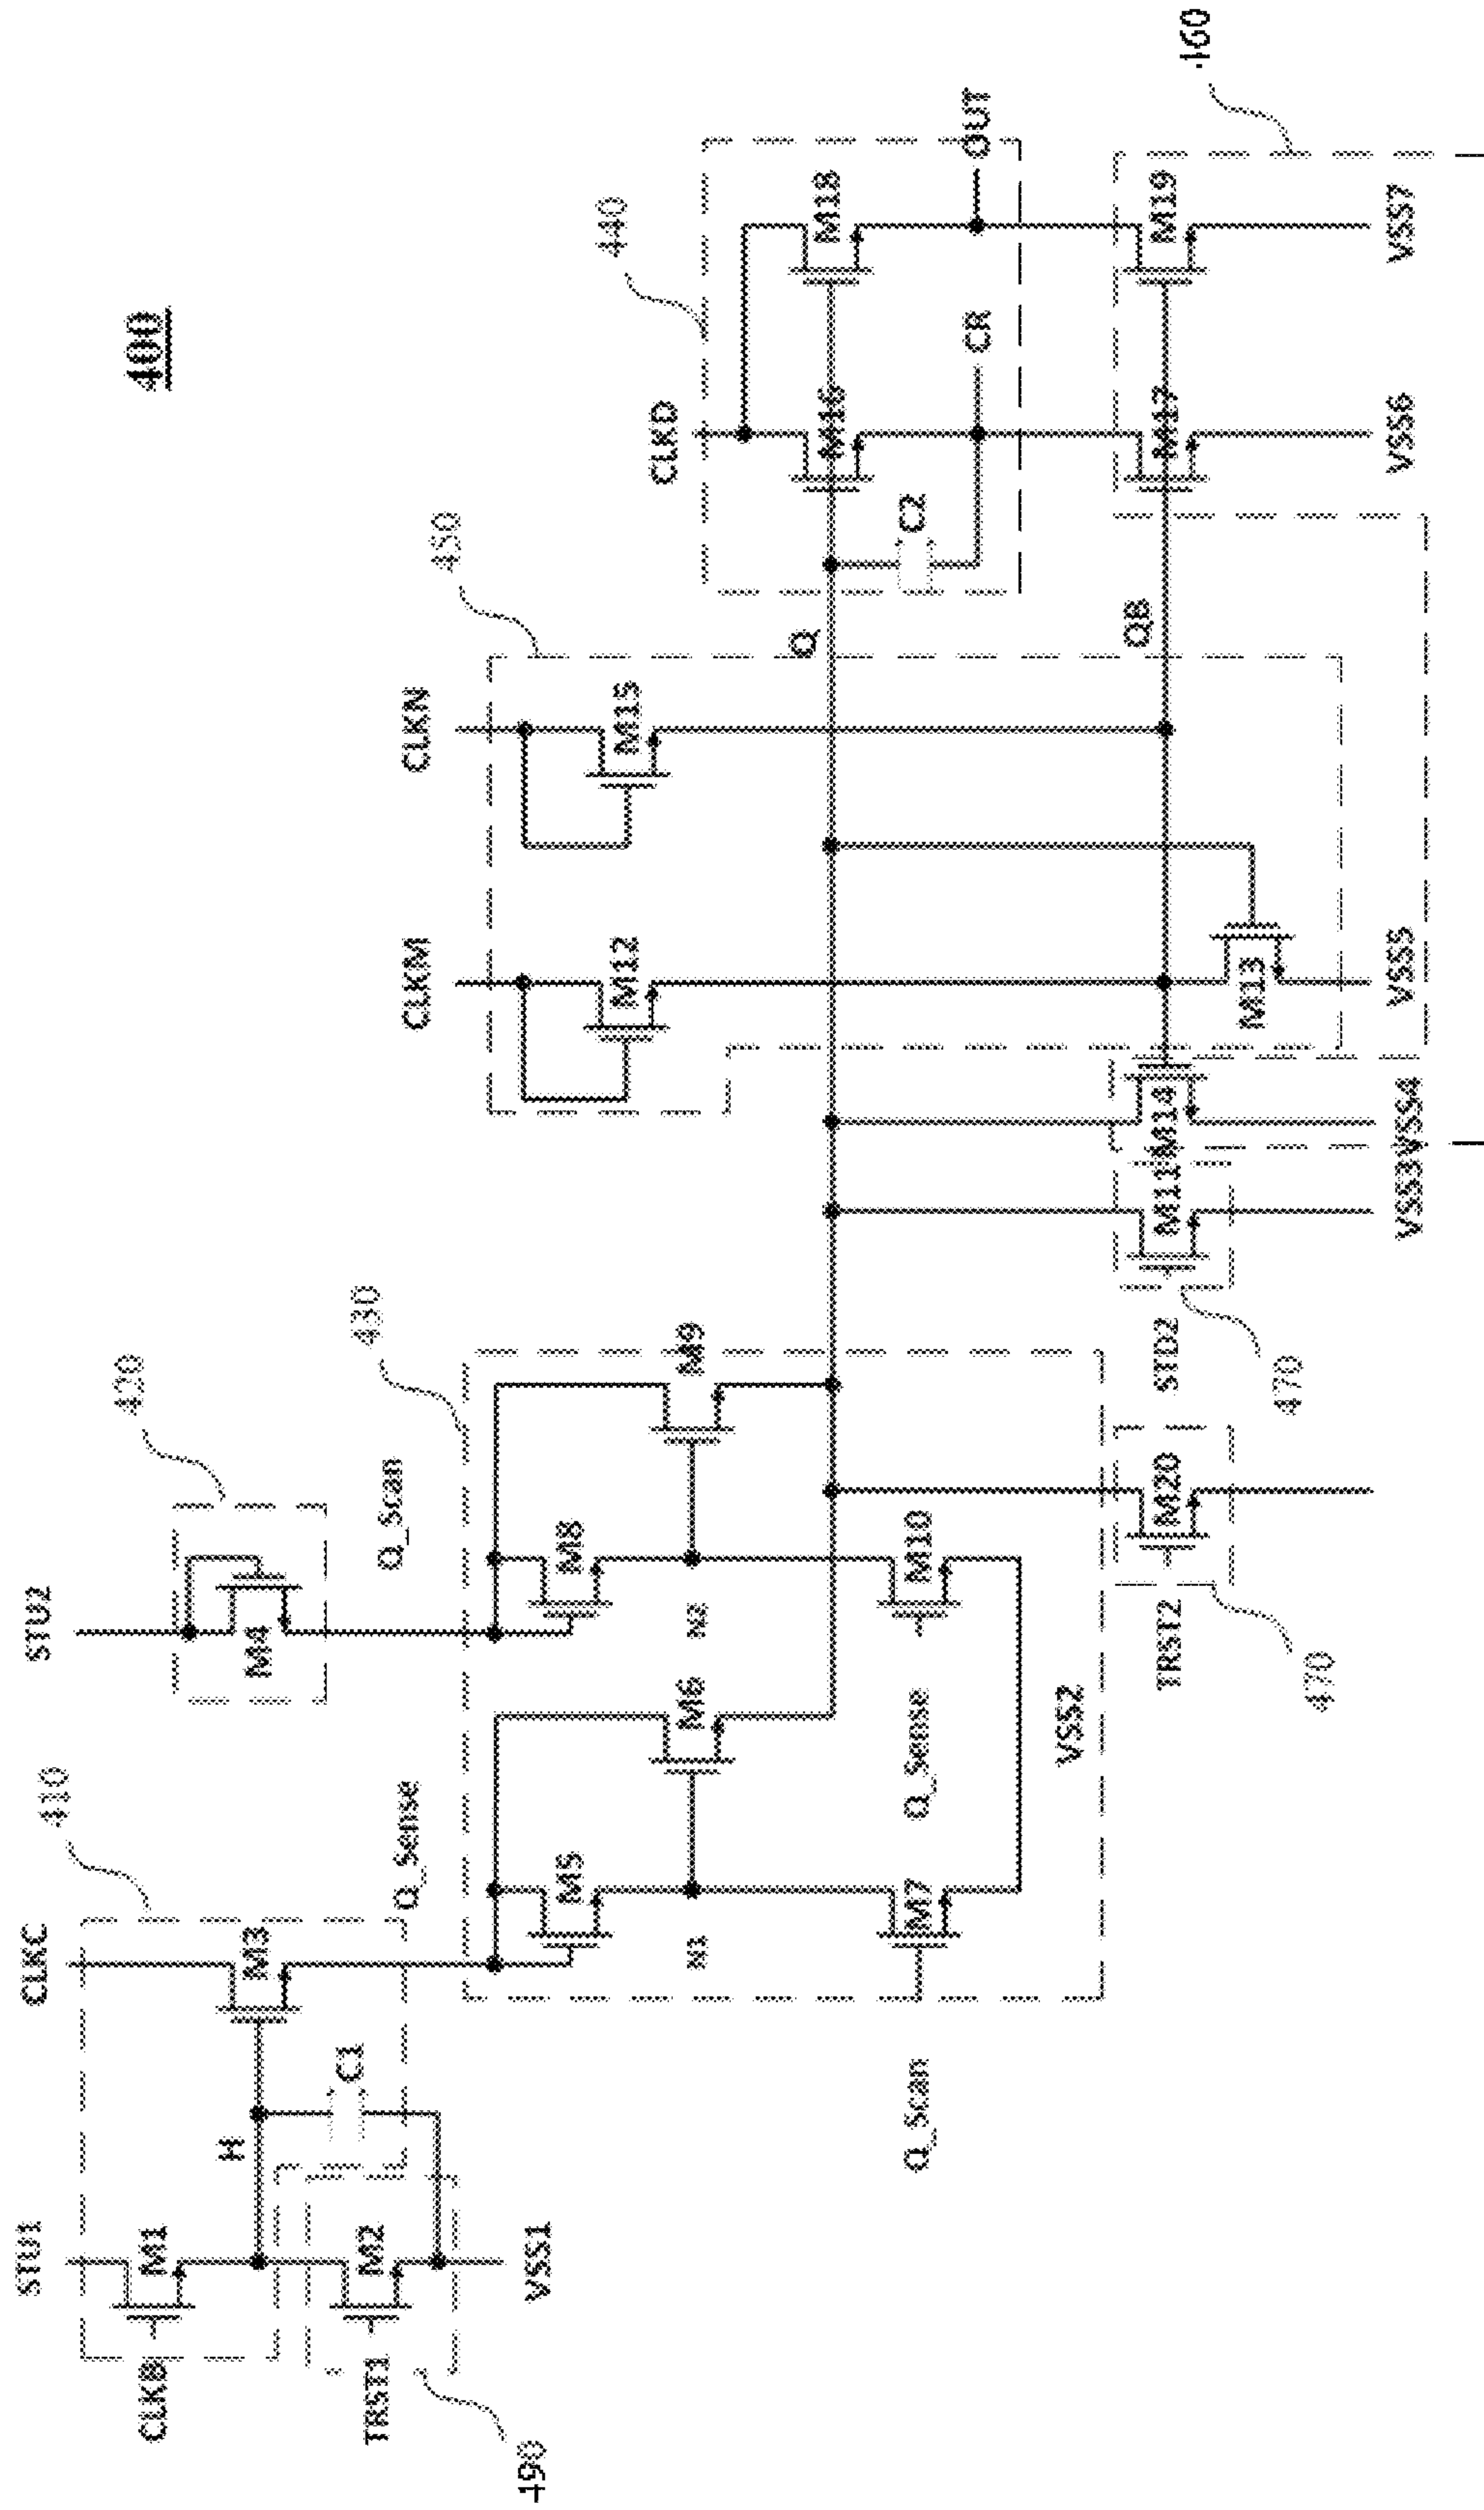 400
STU1
CLKC
STU2
410
420
430
450
440
460
CLKB
M1
H
M3
M4
CLKM
CLKN
CLKD
TRST1
M2
C1
Q_Sense
Q_Scan
M12
M15
490
VSS1
M5
M6
M8
M9
Q
M16
M18
C2
CR
OUT
N1
N2
Q_Scan
M7
Q_Sense
M10
VSS2
TRST2
M20
STD2
M11
M14
QB
M17
M19
M13
470
470
VSS3
VSS4
VSS5
VSS6
VSS7